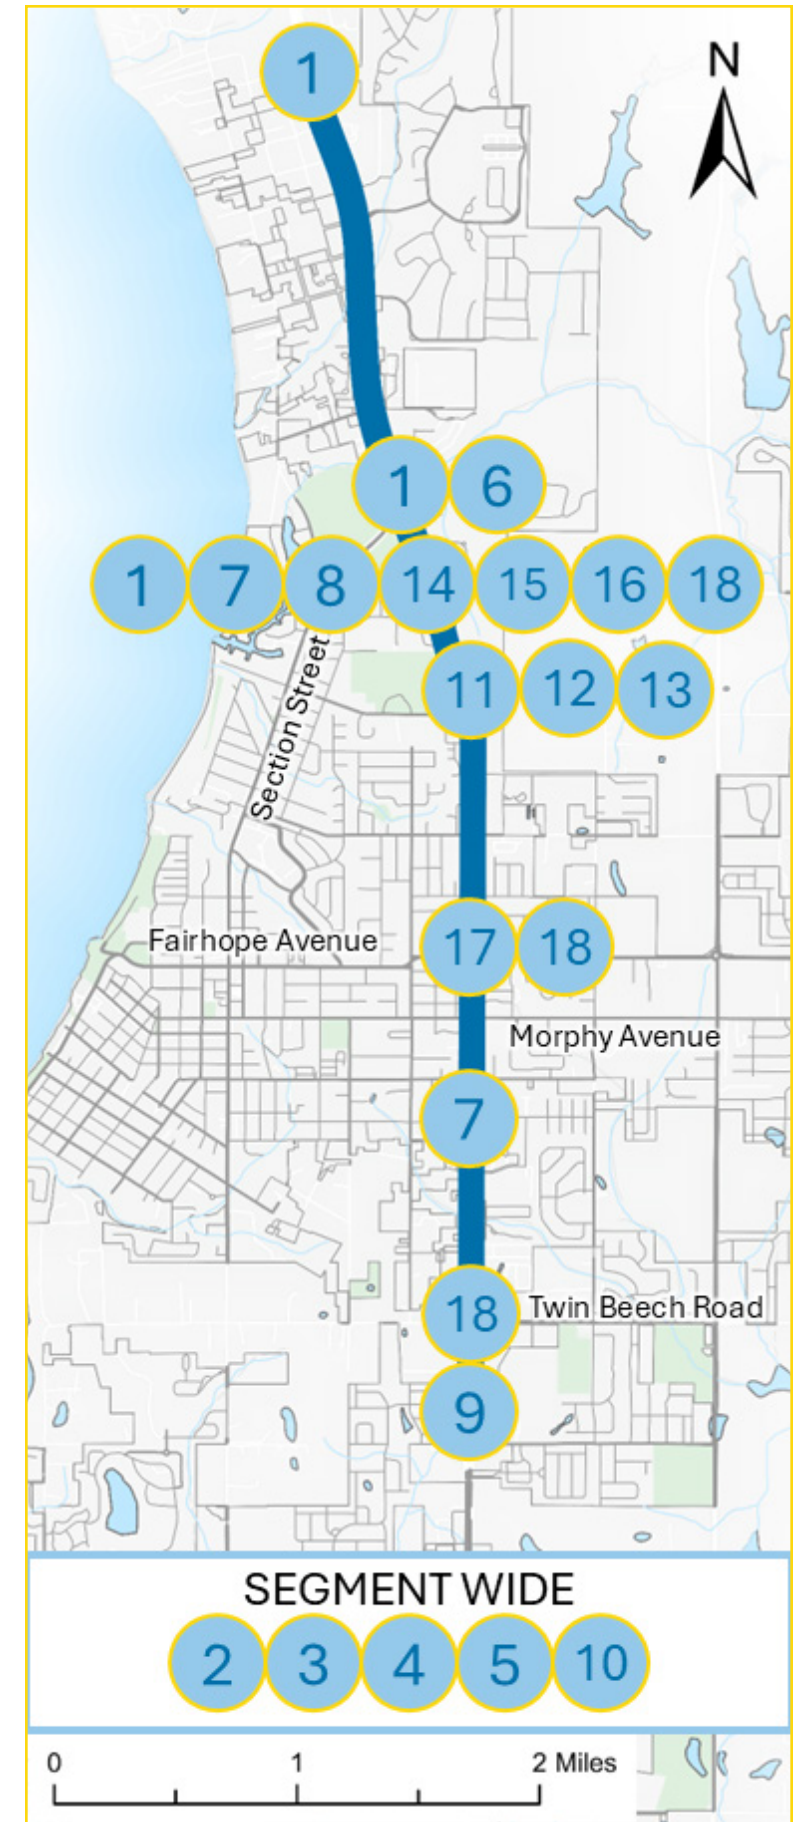 N
1
1 6
1 7 8 14 15 16 18
11 12 13
Section Street
17 18
Fairhope Avenue
Morphy Avenue
7
18
Twin Beech Road
9
SEGMENT WIDE
2 3 4 5 10
0 1 2 Miles